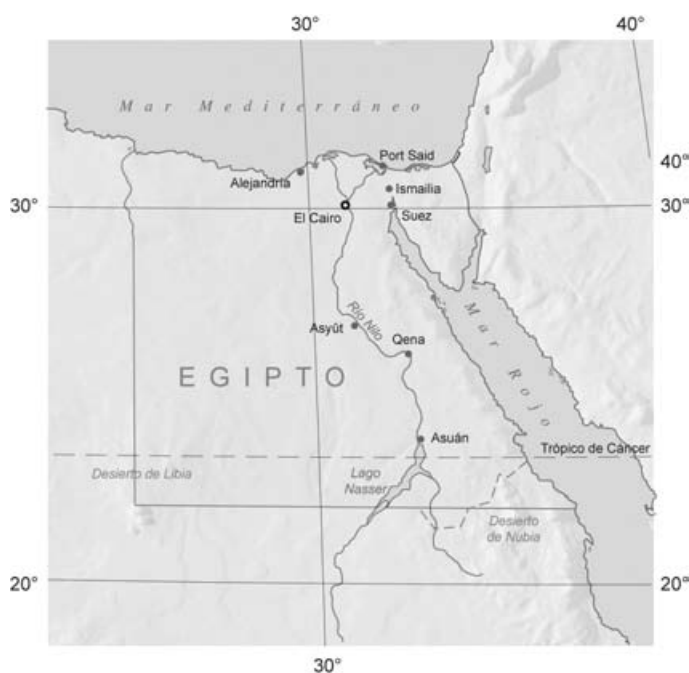 30°
40°
Mar Mediterráneo
Port Said
40°
Alejandría
Ismailia
30°
30°
El Cairo
Suez
Río Nilo
Mar Rojo
Asyût
Qena
EGIPTO
Asuán
Trópico de Cáncer
Desierto de Libia
Lago
Nasser
Desierto
de Nubia
20°
20°
30°